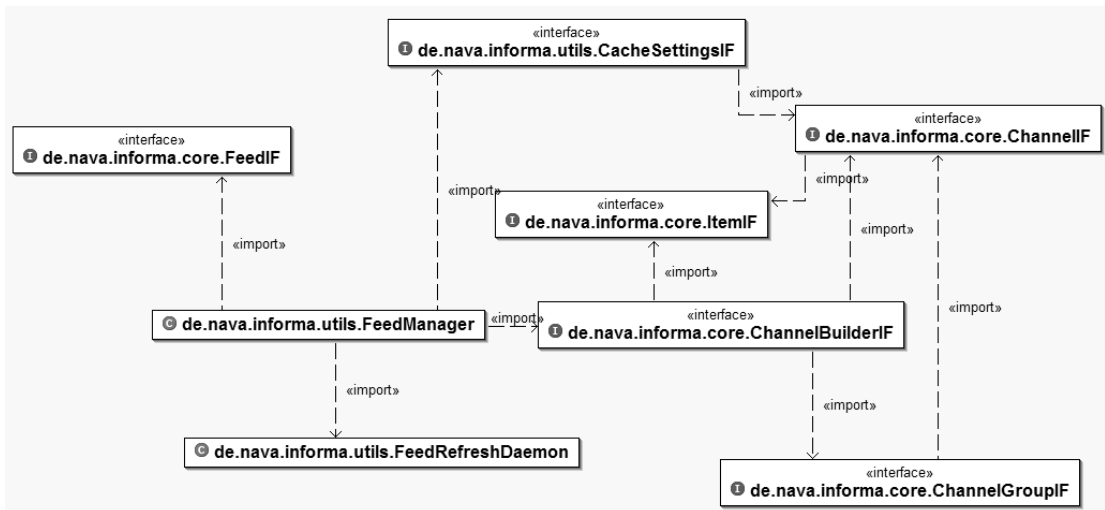 «interface»
de.nava.informa.utils.CacheSettingsIF
«import»
«interface»
de.nava.informa.core.ChannelIF
«interface»
de.nava.informa.core.FeedIF
«import»
«import»
«interface»
de.nava.informa.core.ItemIF
«import»
«import»
«import»
«import»
«interface»
de.nava.informa.core.ChannelBuilderIF
de.nava.informa.utils.FeedManager
«import»
«import»
«import»
de.nava.informa.utils.FeedRefreshDaemon
«interface»
de.nava.informa.core.ChannelGroupIF